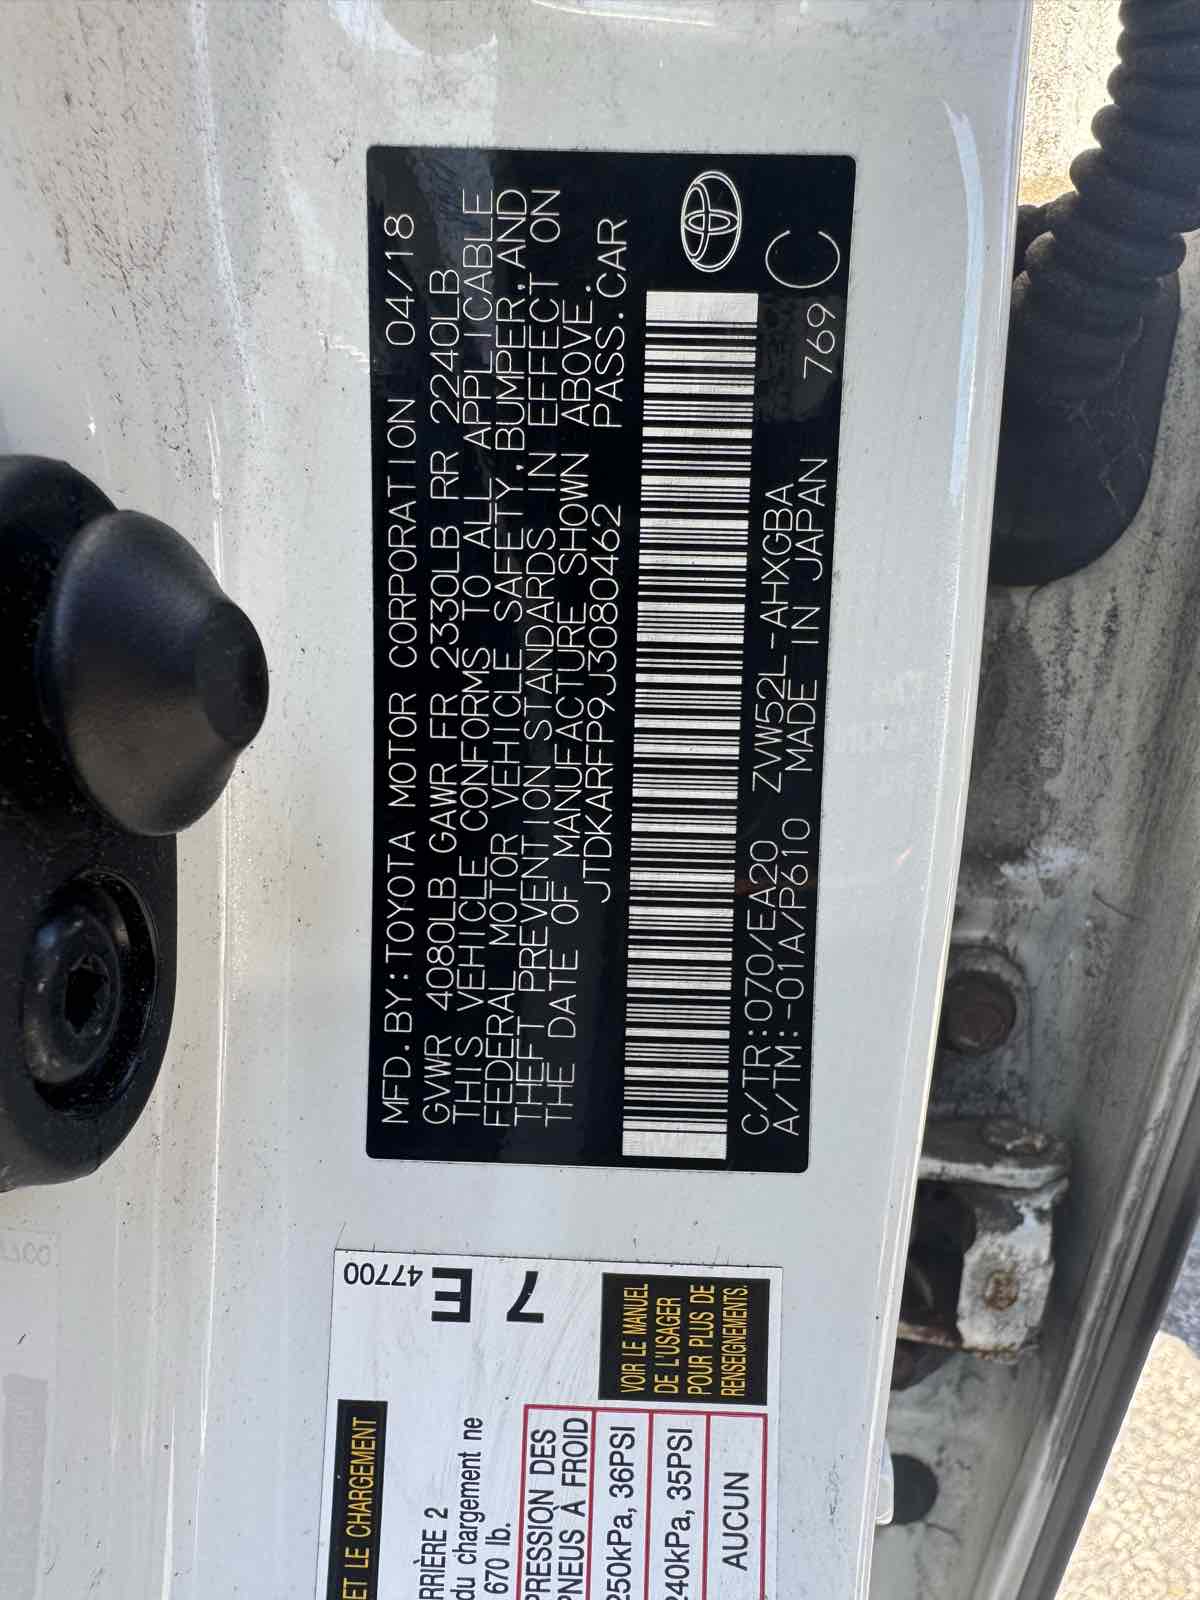 MFD.BY:TOYOTA MOTOR CORPORATION 04/18
GVWR 4080LB GAWR FR 2330LB RR 2240LB
THIS VEHICLE CONFORMS TO ALL APPLICABLE
FEDERAL MOTOR VEHICLE SAFETY,BUMPER,AND
THEFT PREVENTION STANDARDS IN EFFECT ON
THE DATE OF MANUFACTURE SHOWN ABOVE.
JTDKARFP9J3080462 PASS.CAR
C/TR:070/EA20 ZVW52L-AHXGBA
A/TM:-01A/P610 MADE IN JAPAN 769 C
47700
7E
ET LE CHARGEMENT
RRIÈRE 2
du chargement ne
670 lb.
PRESSION DES
PNEUS À FROID
250kPa, 36PSI
240kPa, 35PSI
AUCUN
VOIR LE MANUEL
DE L'USAGER
POUR PLUS DE
RENSEIGNEMENTS.